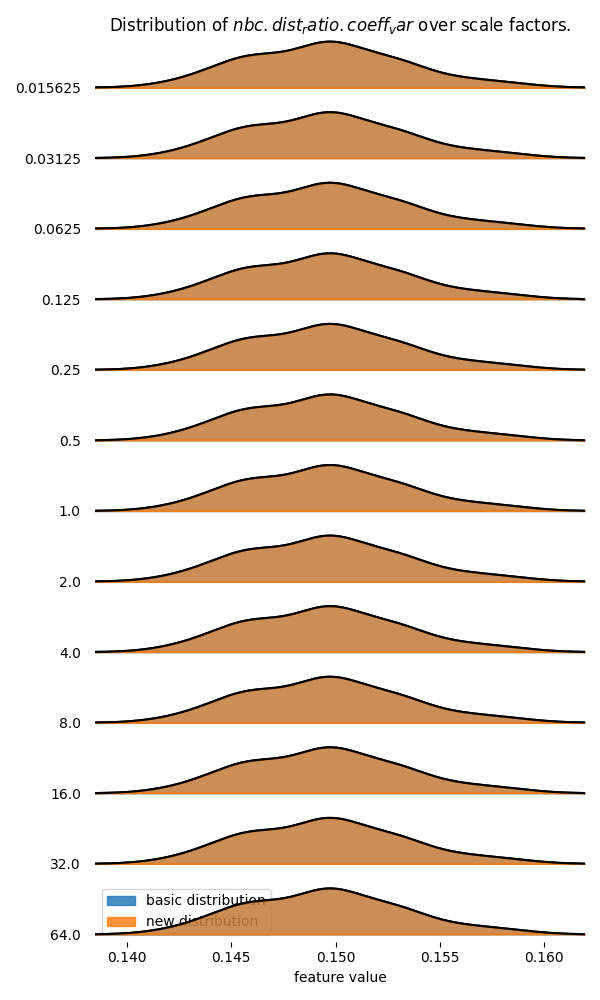 Distribution of nbc.dist_ratio.coeff_var over scale factors.
0.015625
0.03125
0.0625
0.125
0.25
0.5
1.0
2.0
4.0
8.0
16.0
32.0
basic distribution
new distribution
64.0
0.140 0.145 0.150 0.155 0.160
feature value